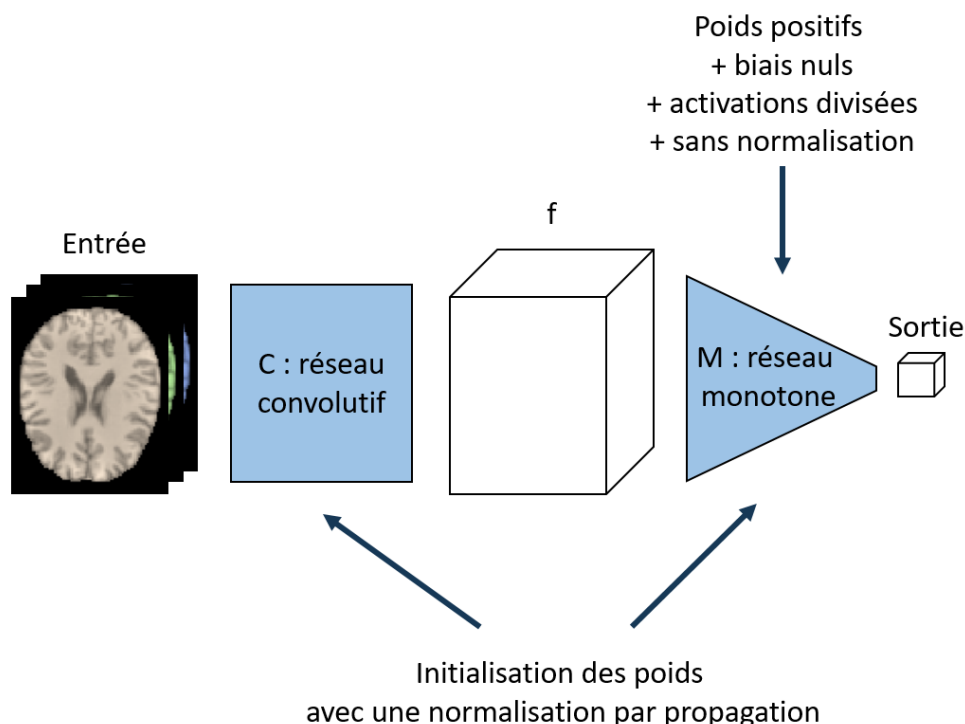 Poids positifs
+ biais nuls
+ activations divisées
+ sans normalisation
f
Entrée
Sortie
C : réseau
convolutif
M : réseau
monotone
Initialisation des poids
avec une normalisation par propagation